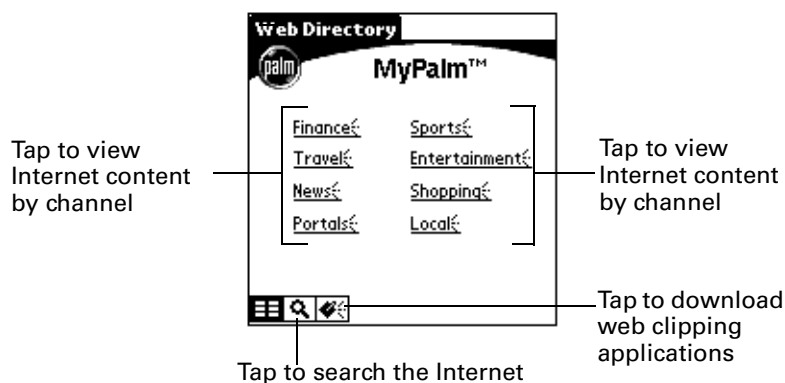 Web Directory
palm
MyPalm™
Finance
Sports
Travel
Entertainment
News
Shopping
Portals
Local
Tap to view
Internet content
by channel
Tap to view
Internet content
by channel
Tap to download
web clipping
applications
Tap to search the Internet